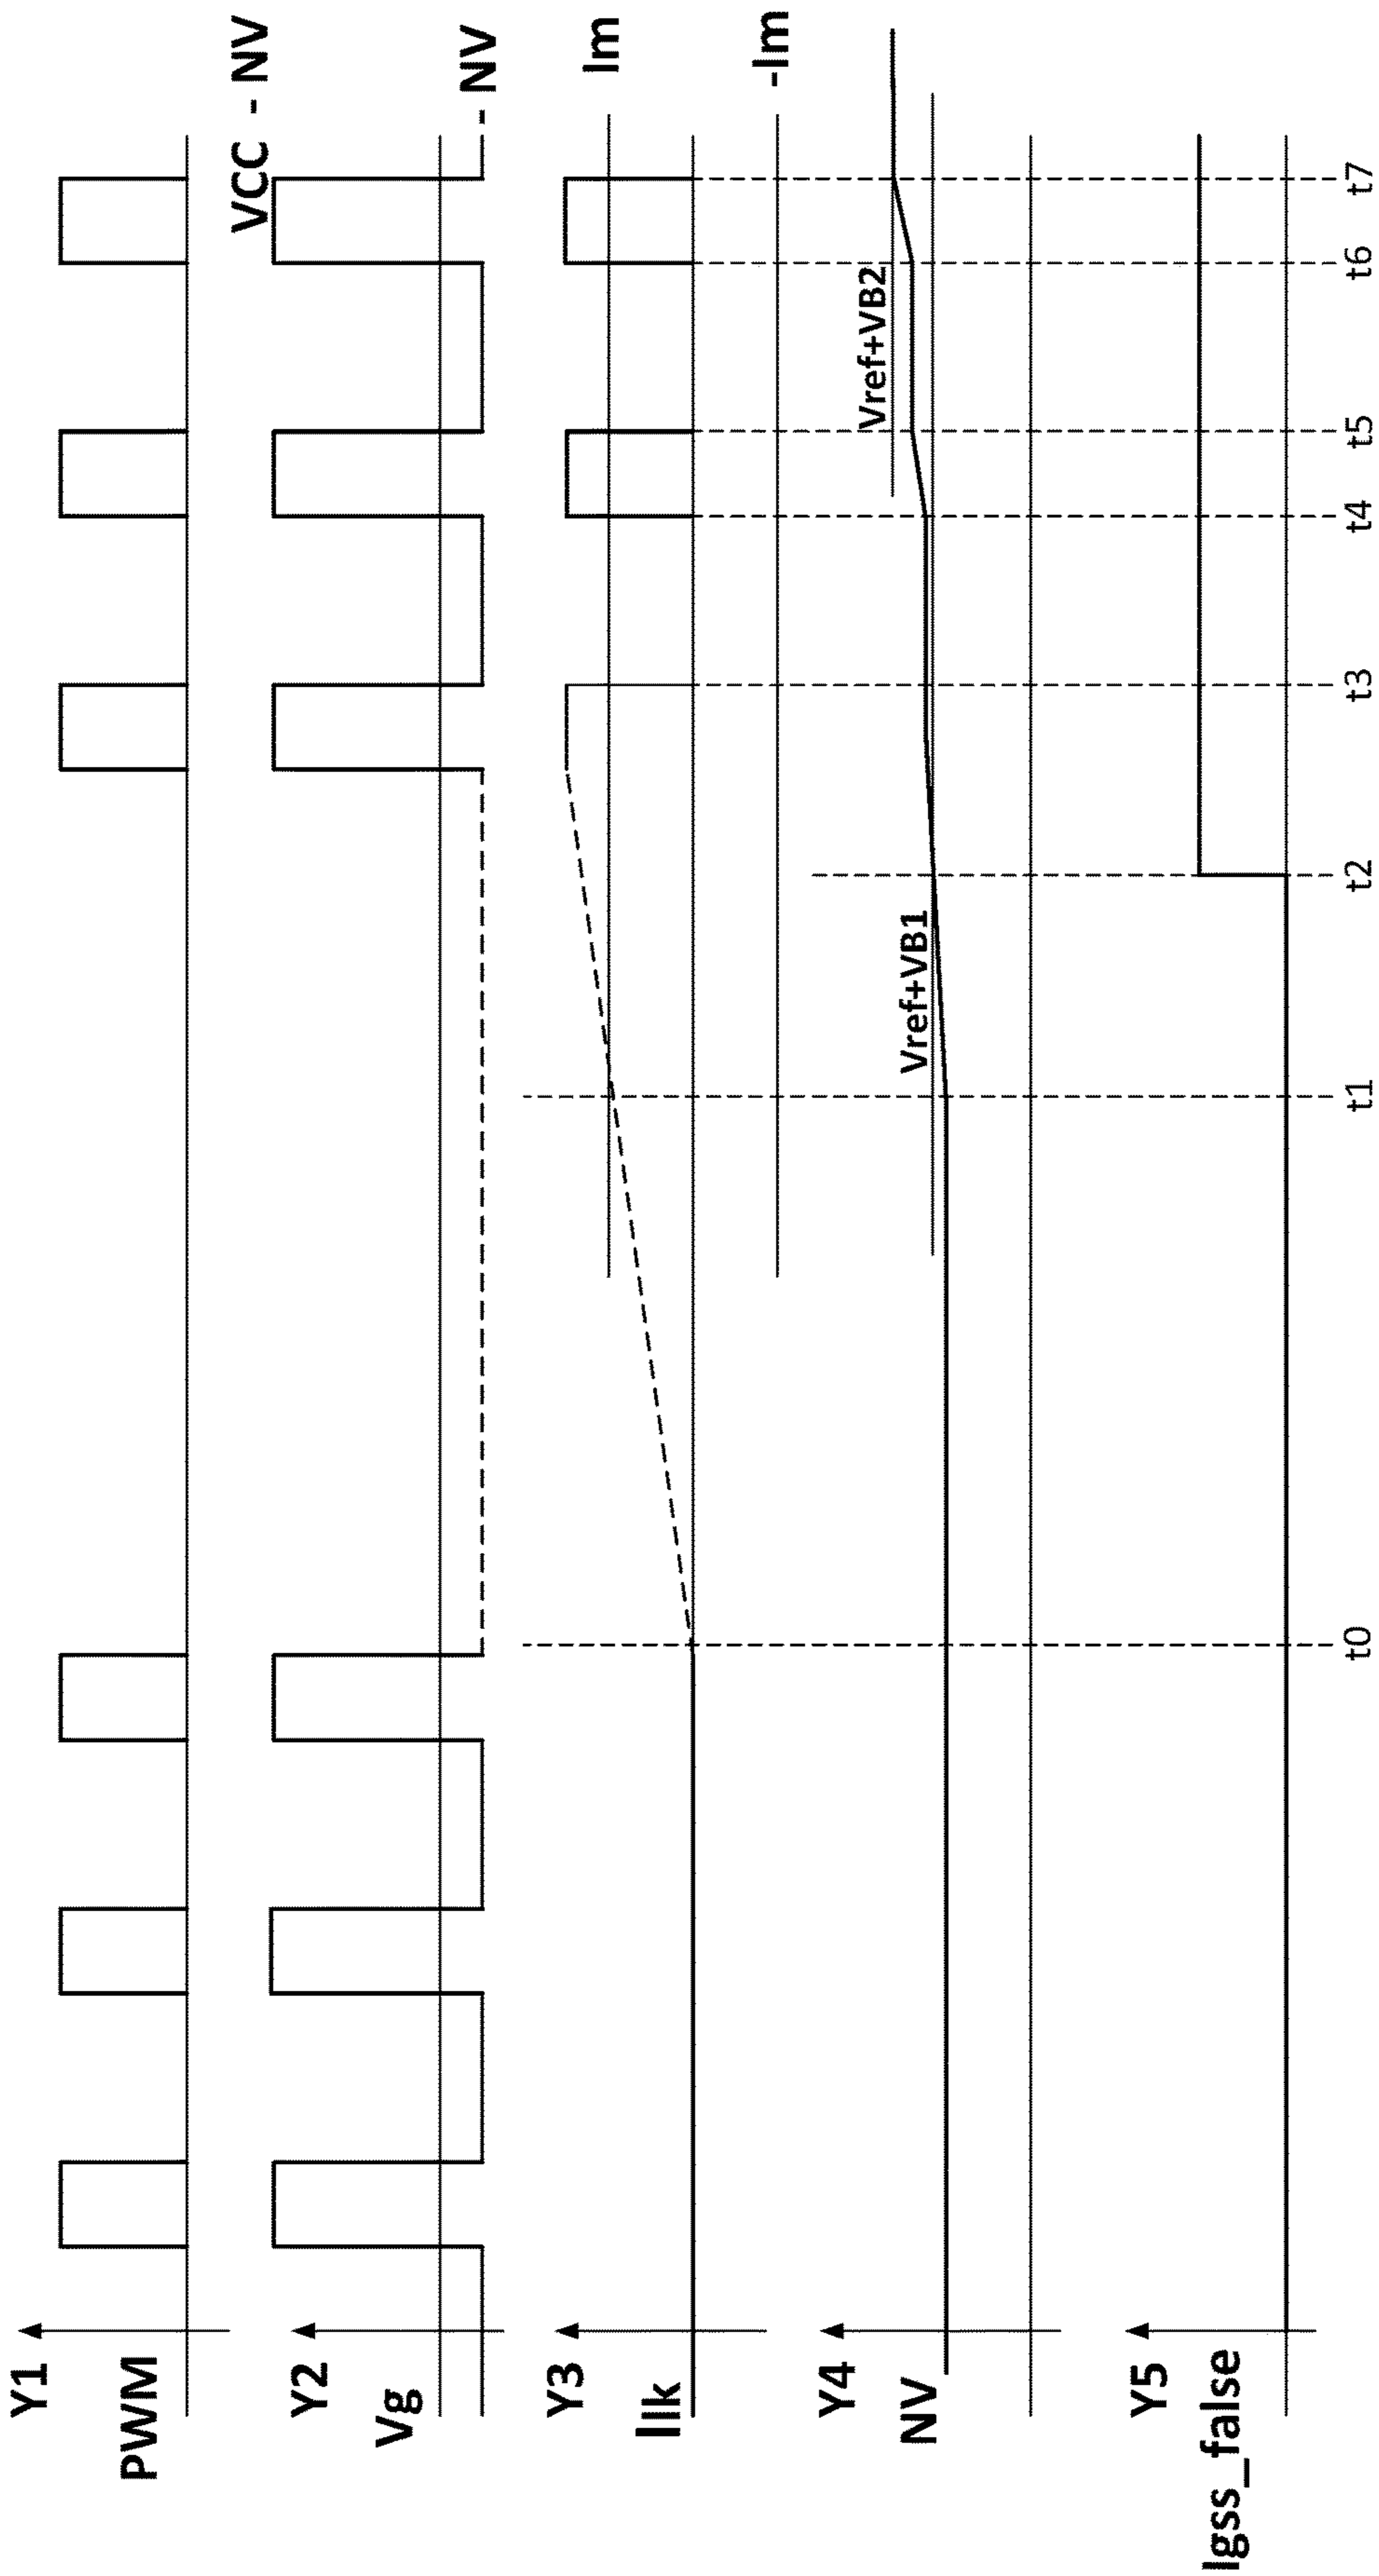 Y1
PWM
VCC - NV
Y2
Vg
- NV
Y3
Im
Ilk
-Im
Y4
Vref+VB2
Vref+VB1
NV
Y5
Igss_false
t0 t1 t2 t3 t4 t5 t6 t7